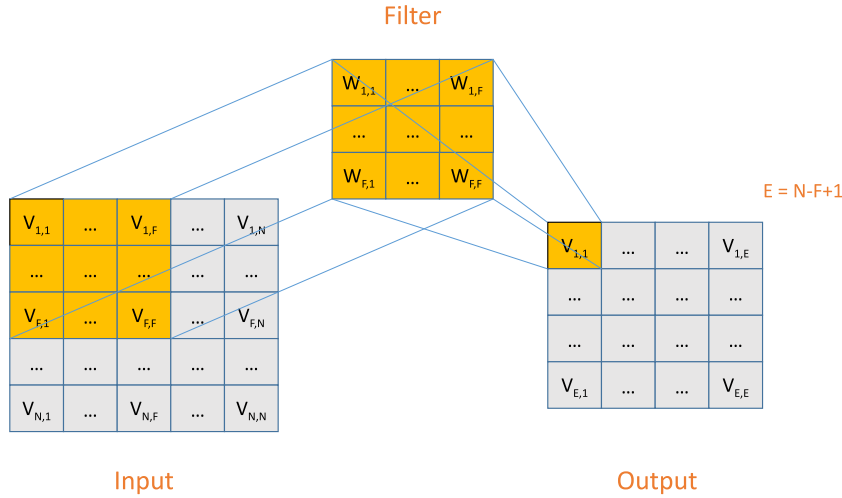 Filter
W1,1 ... W1,F
... ... ...
WF,1 ... WF,F
E = N-F+1
V1,1 ... V1,F ... V1,N
... ... ... ... ...
VF,1 ... VF,F ... VF,N
... ... ... ... ...
VN,1 ... VN,F ... VN,N
Input
V1,1 ... ... V1,E
... ... ... ...
... ... ... ...
VE,1 ... ... VE,E
Output